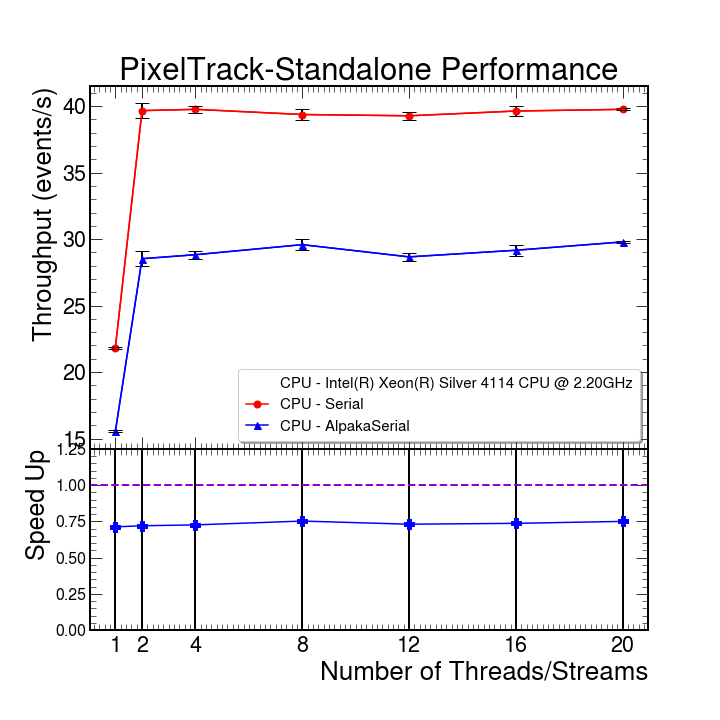 PixelTrack-Standalone Performance
Throughput (events/s)
40
35
30
25
20
15
CPU - Intel(R) Xeon(R) Silver 4114 CPU @ 2.20GHz
CPU - Serial
CPU - AlpakaSerial
Speed Up
1.25
1.00
0.75
0.50
0.25
0.00
1 2 4 8 12 16 20
Number of Threads/Streams